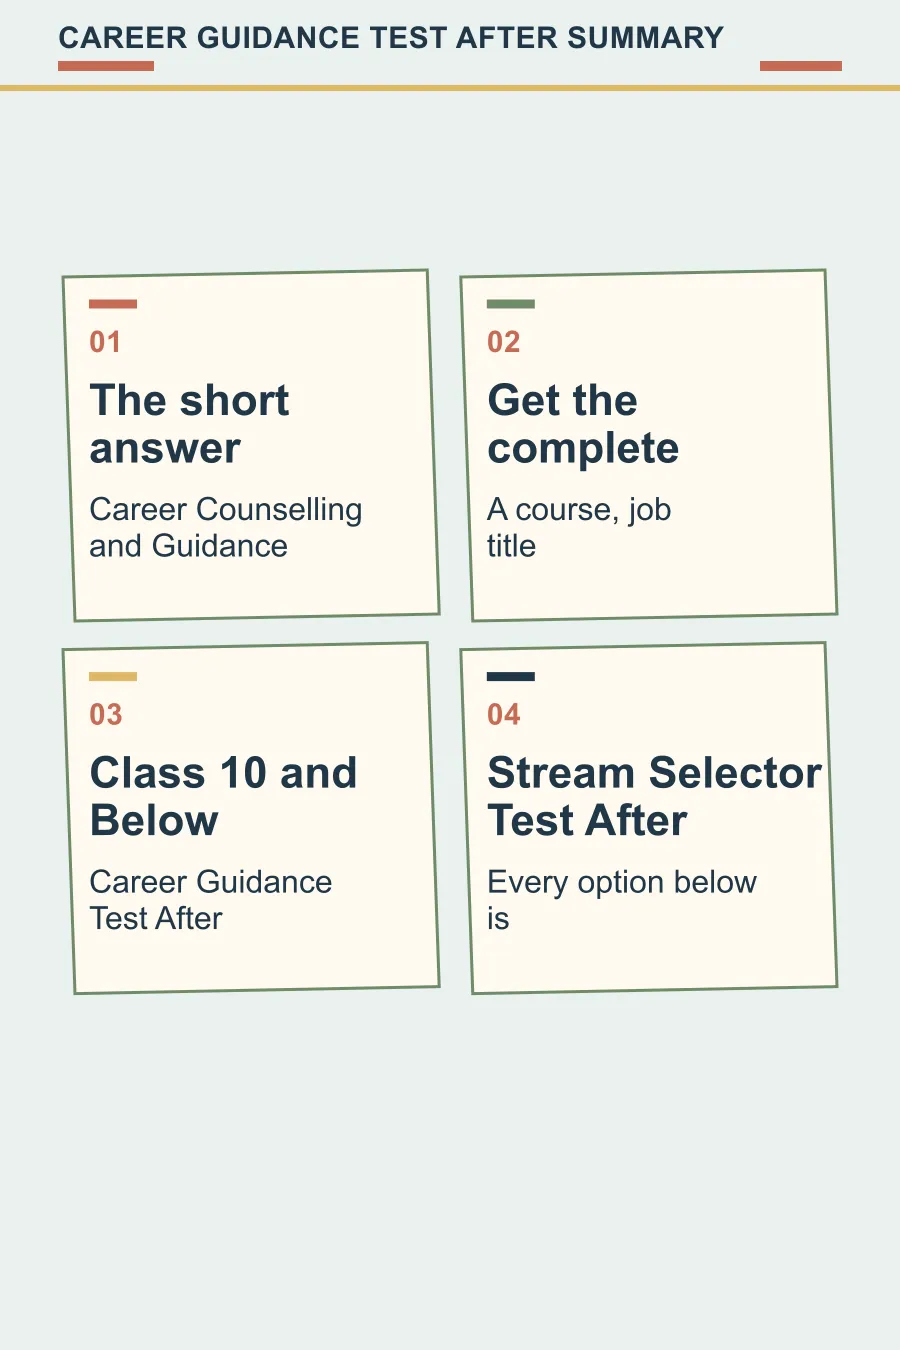 CAREER GUIDANCE TEST AFTER SUMMARY
01
The short
answer
Career Counselling
and Guidance
02
Get the
complete
A course, job
title
03
Class 10 and
Below
Career Guidance
Test After
04
Stream Selector
Test After
Every option below
is